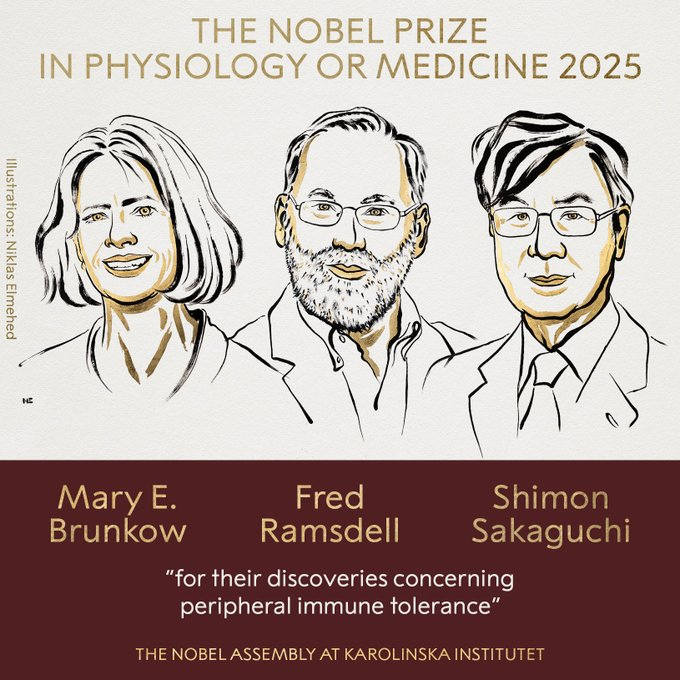 THE NOBEL PRIZE
IN PHYSIOLOGY OR MEDICINE 2025
Illustrations: Niklas Elmehed
NE
Mary E.
Brunkow
Fred
Ramsdell
Shimon
Sakaguchi
“for their discoveries concerning
peripheral immune tolerance”
THE NOBEL ASSEMBLY AT KAROLINSKA INSTITUTET